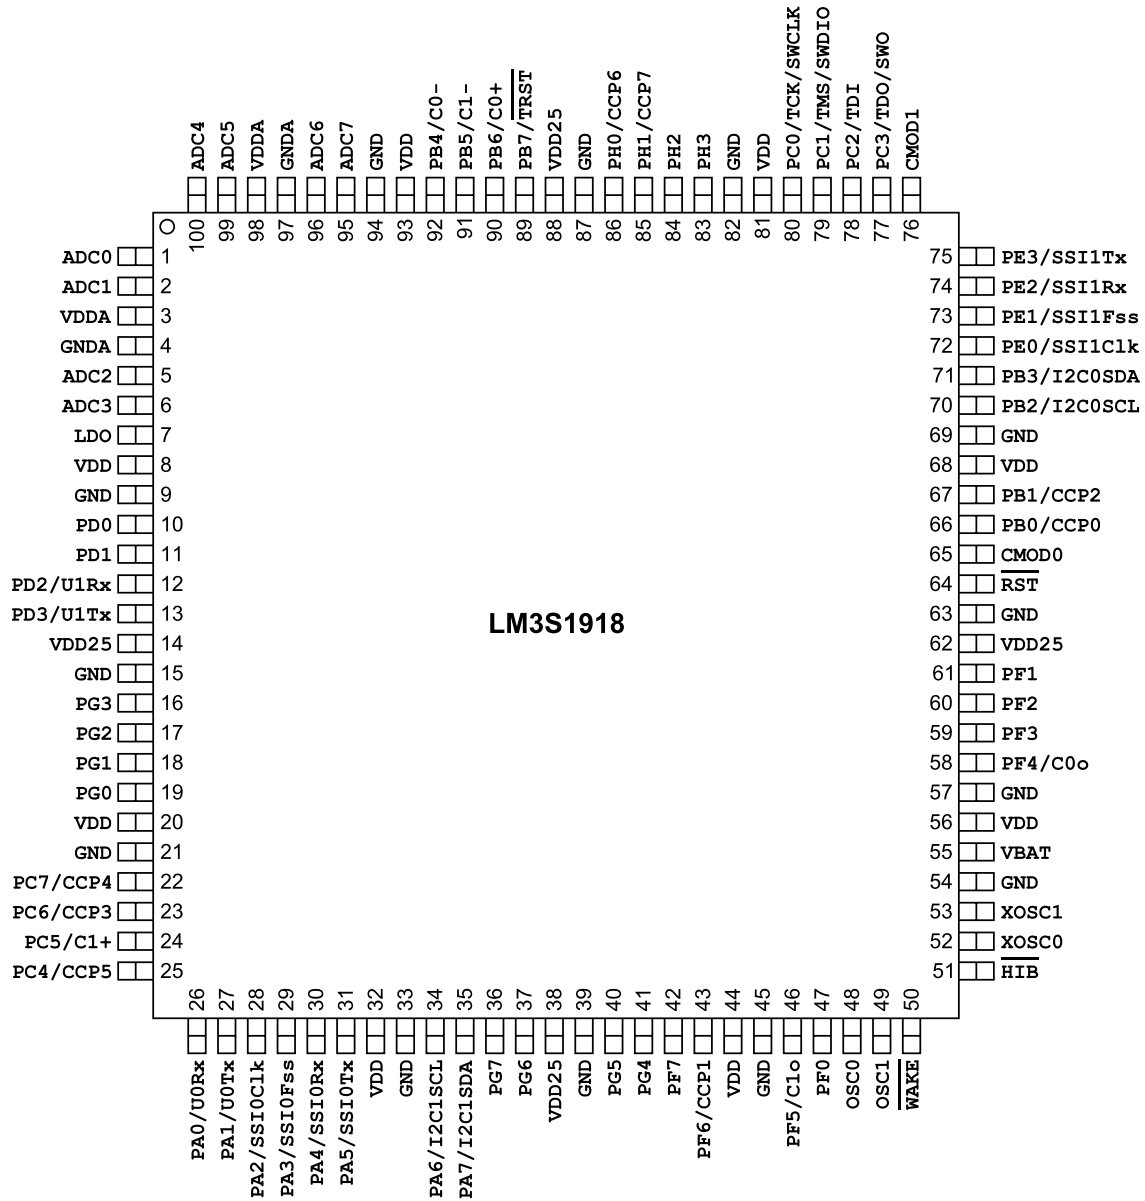 ADC4 ADC5 VDDA GNDA ADC6 ADC7 GND VDD PB4/C0- PB5/C1- PB6/C0+ PB7/TRST VDD25 GND PH0/CCP6 PH1/CCP7 PH2 PH3 GND VDD PC0/TCK/SWCLK PC1/TMS/SWDIO PC2/TDI PC3/TDO/SWO CMOD1
100 99 98 97 96 95 94 93 92 91 90 89 88 87 86 85 84 83 82 81 80 79 78 77 76
ADC0 1 75 PE3/SSI1Tx
ADC1 2 74 PE2/SSI1Rx
VDDA 3 73 PE1/SSI1Fss
GNDA 4 72 PE0/SSI1Clk
ADC2 5 71 PB3/I2C0SDA
ADC3 6 70 PB2/I2C0SCL
LDO 7 69 GND
VDD 8 68 VDD
GND 9 67 PB1/CCP2
PD0 10 66 PB0/CCP0
PD1 11 65 CMOD0
PD2/U1Rx 12 64 RST
PD3/U1Tx 13 63 GND
LM3S1918
VDD25 14 62 VDD25
GND 15 61 PF1
PG3 16 60 PF2
PG2 17 59 PF3
PG1 18 58 PF4/C0o
PG0 19 57 GND
VDD 20 56 VDD
GND 21 55 VBAT
PC7/CCP4 22 54 GND
PC6/CCP3 23 53 XOSC1
PC5/C1+ 24 52 XOSC0
PC4/CCP5 25 51 HIB
26 27 28 29 30 31 32 33 34 35 36 37 38 39 40 41 42 43 44 45 46 47 48 49 50
PA0/U0Rx PA1/U0Tx PA2/SSI0Clk PA3/SSI0Fss PA4/SSI0Rx PA5/SSI0Tx VDD GND PA6/I2C1SCL PA7/I2C1SDA PG7 PG6 VDD25 GND PG5 PG4 PF7 PF6/CCP1 VDD GND PF5/C1o PF0 OSC0 OSC1 WAKE